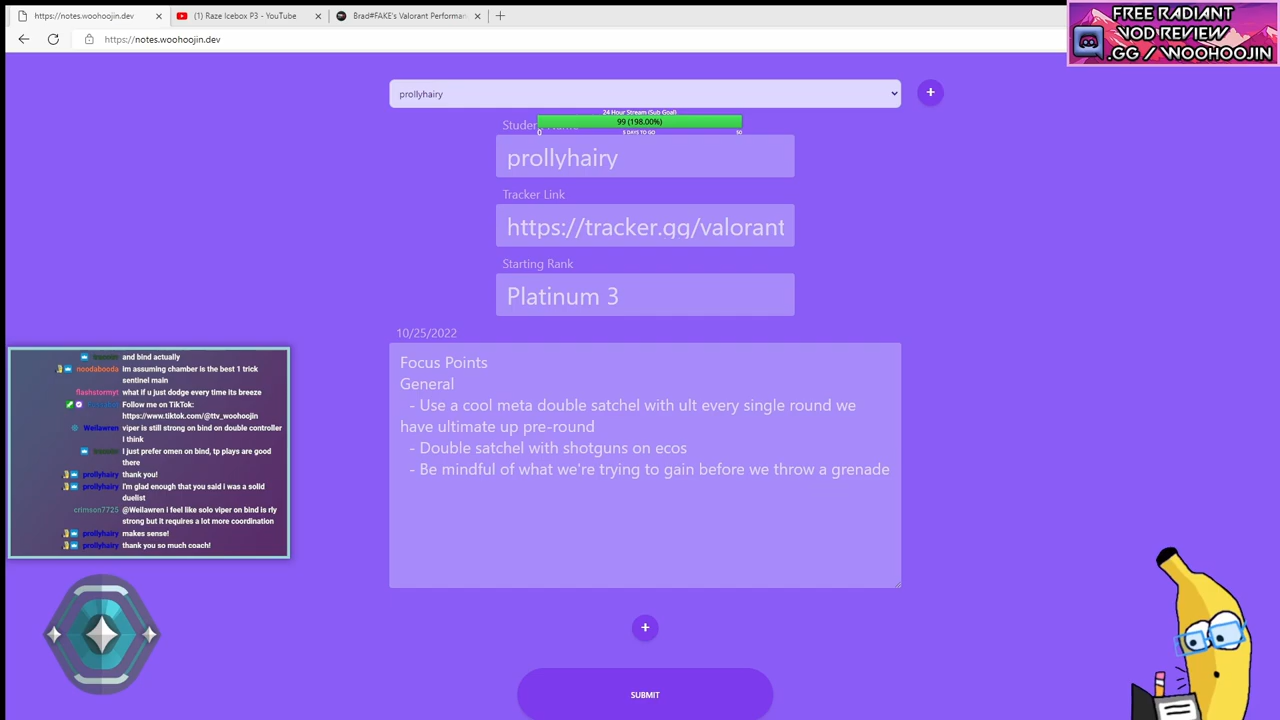 https://notes.woohoojin.dev
(1) Raze Icebox P3 - YouTube
Brad#FAKE's Valorant Performan
https://notes.woohoojin.dev
FREE RADIANT
VOD REVIEW
.GG / WOOHOOJIN
prollyhairy
+
24 Hour Stream (Sub Goal)
99 (198.00%)
0
5 DAYS TO GO
50
prollyhairy
Tracker Link
https://tracker.gg/valorant
Starting Rank
Platinum 3
10/25/2022
Focus Points
General
- Use a cool meta double satchel with ult every single round we
have ultimate up pre-round
- Double satchel with shotguns on ecos
- Be mindful of what we're trying to gain before we throw a grenade
+
SUBMIT
and bind actually
noodabooda im assuming chamber is the best 1 trick
sentinel main
flashstormyt what if u just dodge every time its breeze
Follow me on TikTok:
https://www.tiktok.com/@ttv_woohoojin
Weilawren viper is still strong on bind on double controller
i think
I just prefer omen on bind, tp plays are good
there
prollyhairy thank you!
prollyhairy i'm glad enough that you said i was a solid
duelist
crimson7725 @Weilawren i feel like solo viper on bind is rly
strong but It requires a lot more coordination
prollyhairy makes sense!
prollyhairy thank you so much coach!